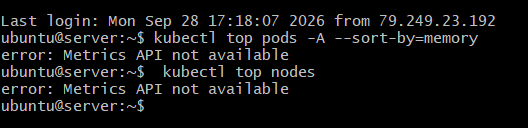 Last login: Mon Sep 28 17:18:07 2026 from 79.249.23.192
ubuntu@server:~$ kubectl top pods -A --sort-by=memory
error: Metrics API not available
ubuntu@server:~$  kubectl top nodes
error: Metrics API not available
ubuntu@server:~$